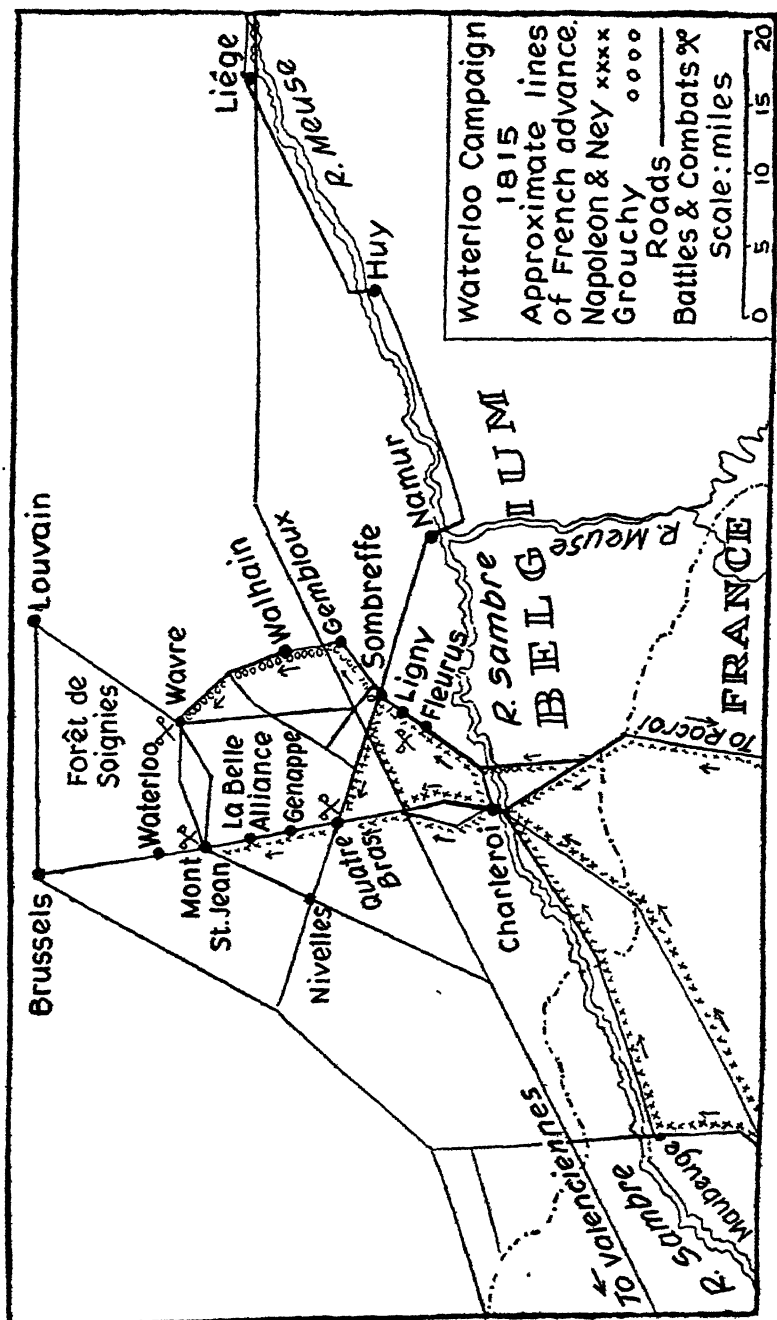 Waterloo Campaign
1815
Approximate lines
of French advance.
Napoleon & Ney xxxx
Grouchy oooo
Roads
Battles & Combats
Scale: miles
0 5 10 15 20
Brussels
Louvain
Liége
R. Meuse
Huy
Forêt de
Soignies
Waterloo
Wavre
Mont
St. Jean
La Belle
Alliance
Genappe
Walhain
Gembloux
Nivelles
Quatre
Bras
Sombreffe
Ligny
Fleurus
Namur
Charleroi
R. Sambre
BELGIUM
R. Meuse
To Valenciennes
R. Sambre
Maubeuge
To Rocroi
FRANCE